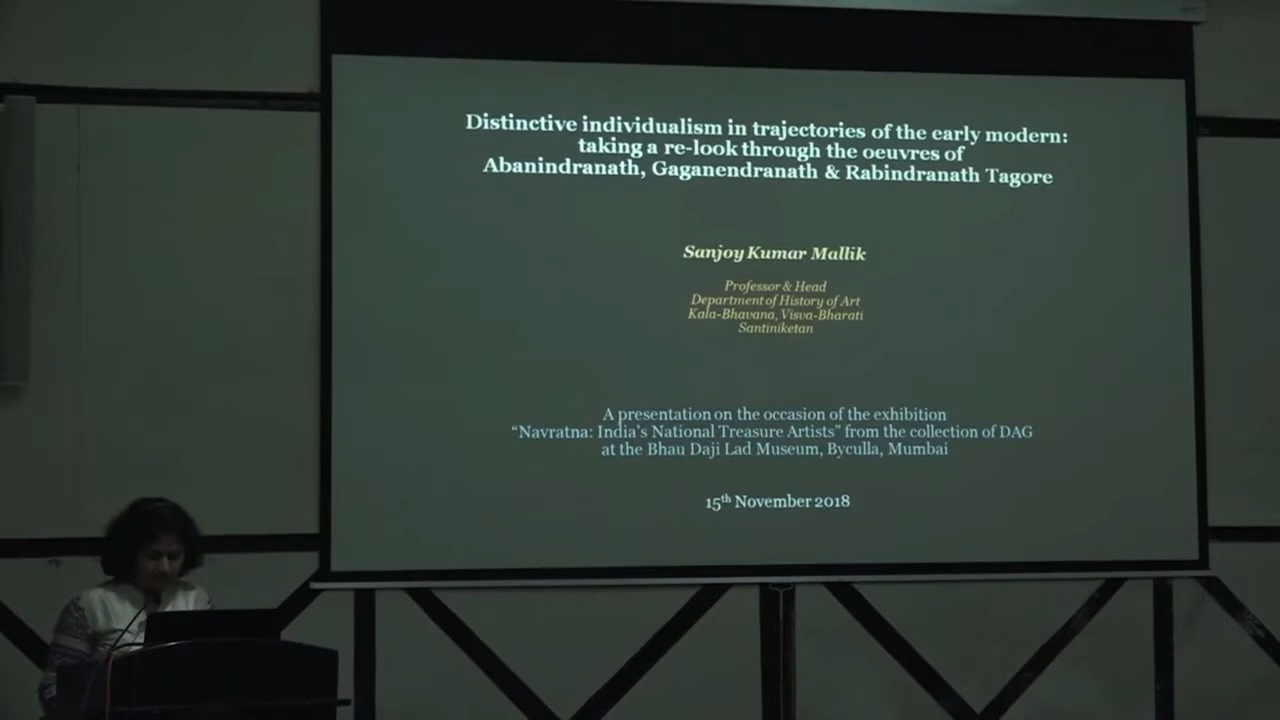 Distinctive individualism in trajectories of the early modern:
taking a re-look through the oeuvres of
Abanindranath, Gaganendranath & Rabindranath Tagore
Sanjoy Kumar Mallik
Professor & Head
Department of History of Art
Kala-Bhavana, Visva-Bharati
Santiniketan
A presentation on the occasion of the exhibition
“Navratna: India’s National Treasure Artists” from the collection of DAG
at the Bhau Daji Lad Museum, Byculla, Mumbai
15th November 2018